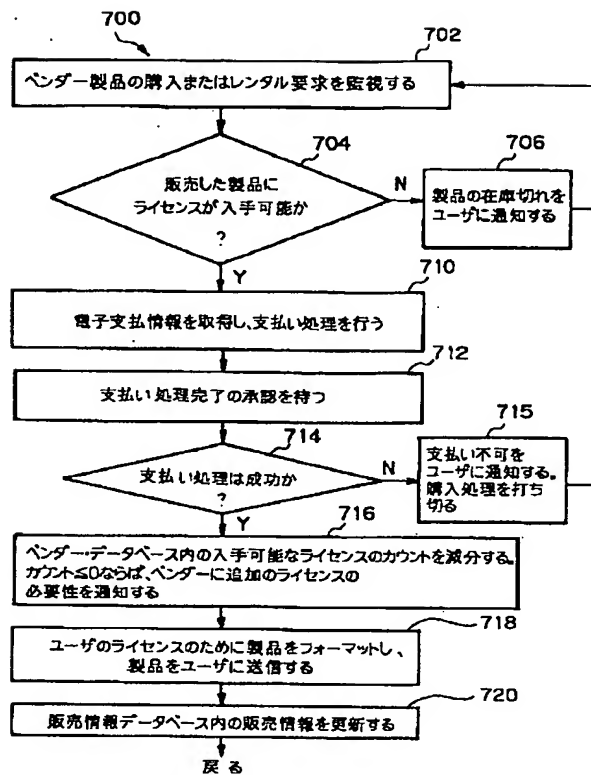 700
702
ベンダー製品の購入またはレンタル要求を監視する
704
販売した製品に
ライセンスが入手可能か
?
N
706
製品の在庫切れを
ユーザに通知する
Y
710
電子支払情報を取得し、支払い処理を行う
712
支払い処理完了の承認を待つ
714
支払い処理は成功か
?
N
715
支払い不可を
ユーザに通知する。
購入処理を打ち
切る
Y
716
ベンダー・データベース内の入手可能なライセンスのカウントを減分する。
カウント≦0ならば、ベンダーに追加のライセンスの
必要性を通知する
718
ユーザのライセンスのために製品をフォーマットし、
製品をユーザに送信する
720
販売情報データベース内の販売情報を更新する
戻る